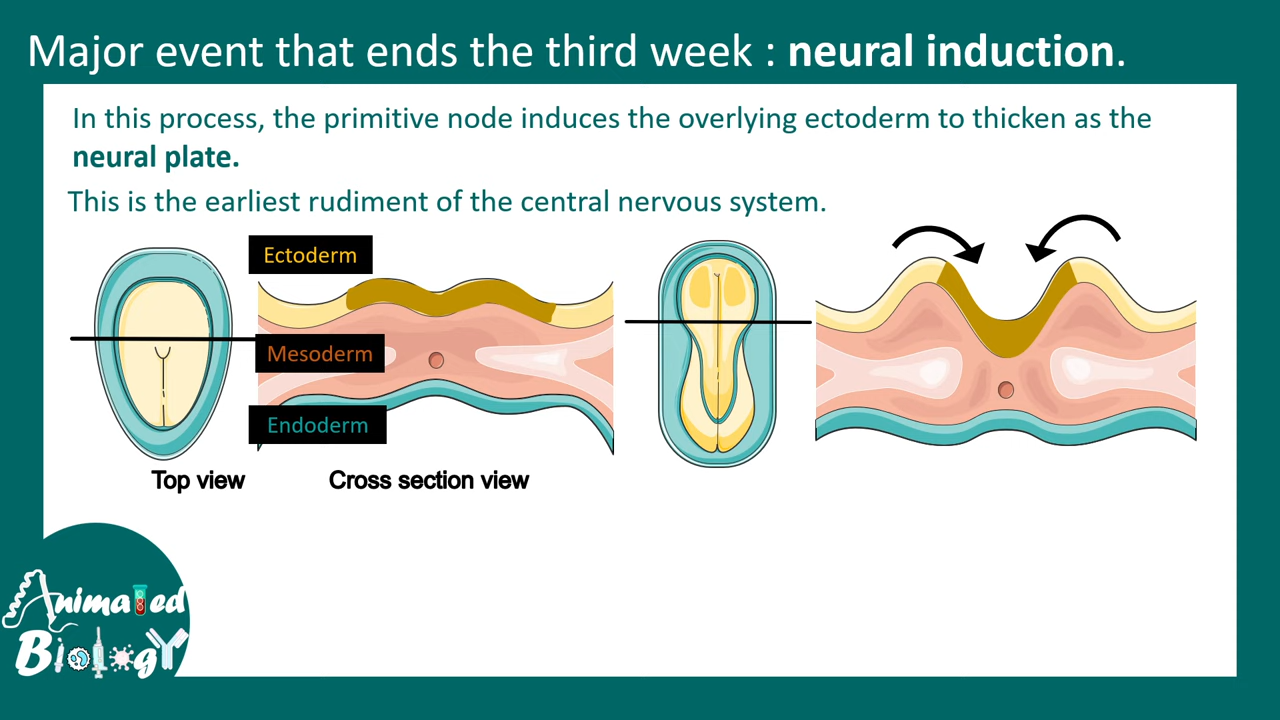 Major event that ends the third week : neural induction.
In this process, the primitive node induces the overlying ectoderm to thicken as the
neural plate.
This is the earliest rudiment of the central nervous system.
Ectoderm
Mesoderm
Endoderm
Top view
Cross section view
Animated
Biology